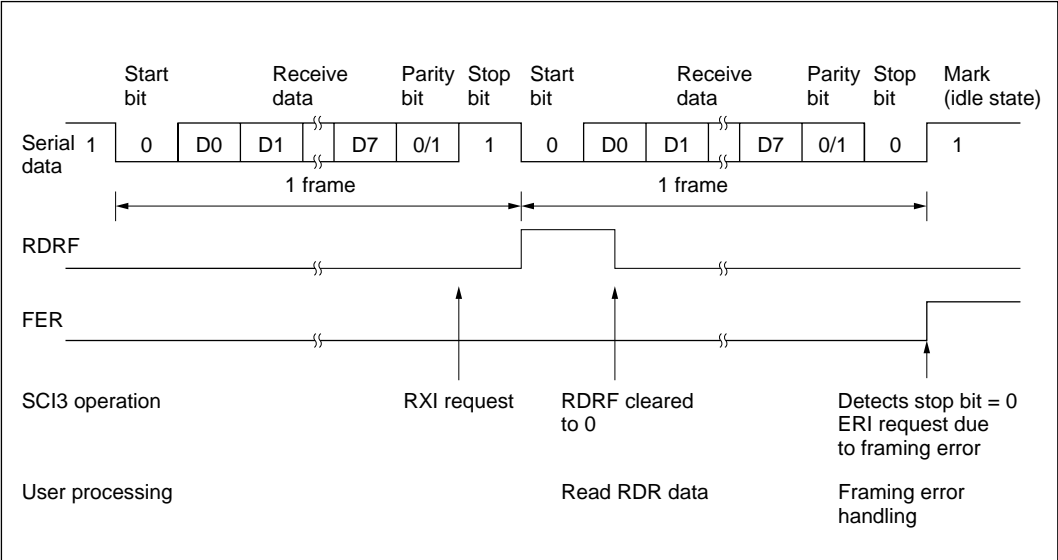 Start bit Receive data Parity bit Stop bit Start bit Receive data Parity bit Stop bit Mark (idle state)
Serial data 1 0 D0 D1 D7 0/1 1 0 D0 D1 D7 0/1 0 1
1 frame 1 frame
RDRF
FER
SCI3 operation RXI request RDRF cleared to 0 Detects stop bit = 0 ERI request due to framing error
User processing Read RDR data Framing error handling